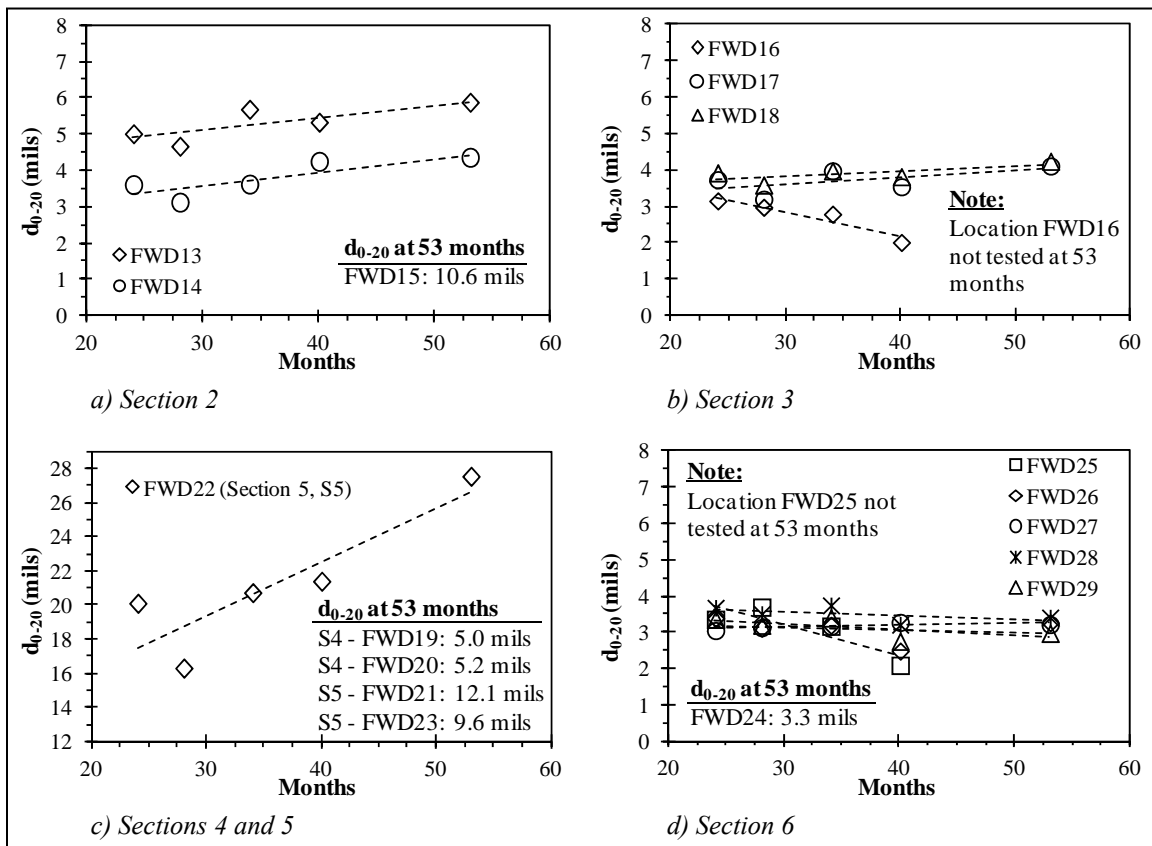 8
7
6
5
4
3
2
1
0
d0-20 (mils)
FWD13
FWD14
d0-20 at 53 months
FWD15: 10.6 mils
20 30 40 50 60
Months
a) Section 2
8
7
6
5
4
3
2
1
0
d0-20 (mils)
FWD16
FWD17
FWD18
Note:
Location FWD16
not tested at 53
months
20 30 40 50 60
Months
b) Section 3
28
26
24
22
20
18
16
14
12
d0-20 (mils)
FWD22 (Section 5, S5)
d0-20 at 53 months
S4 - FWD19: 5.0 mils
S4 - FWD20: 5.2 mils
S5 - FWD21: 12.1 mils
S5 - FWD23: 9.6 mils
20 30 40 50 60
Months
c) Sections 4 and 5
8
7
6
5
4
3
2
1
0
d0-20 (mils)
Note:
Location FWD25 not
tested at 53 months
FWD25
FWD26
FWD27
FWD28
FWD29
d0-20 at 53 months
FWD24: 3.3 mils
20 30 40 50 60
Months
d) Section 6